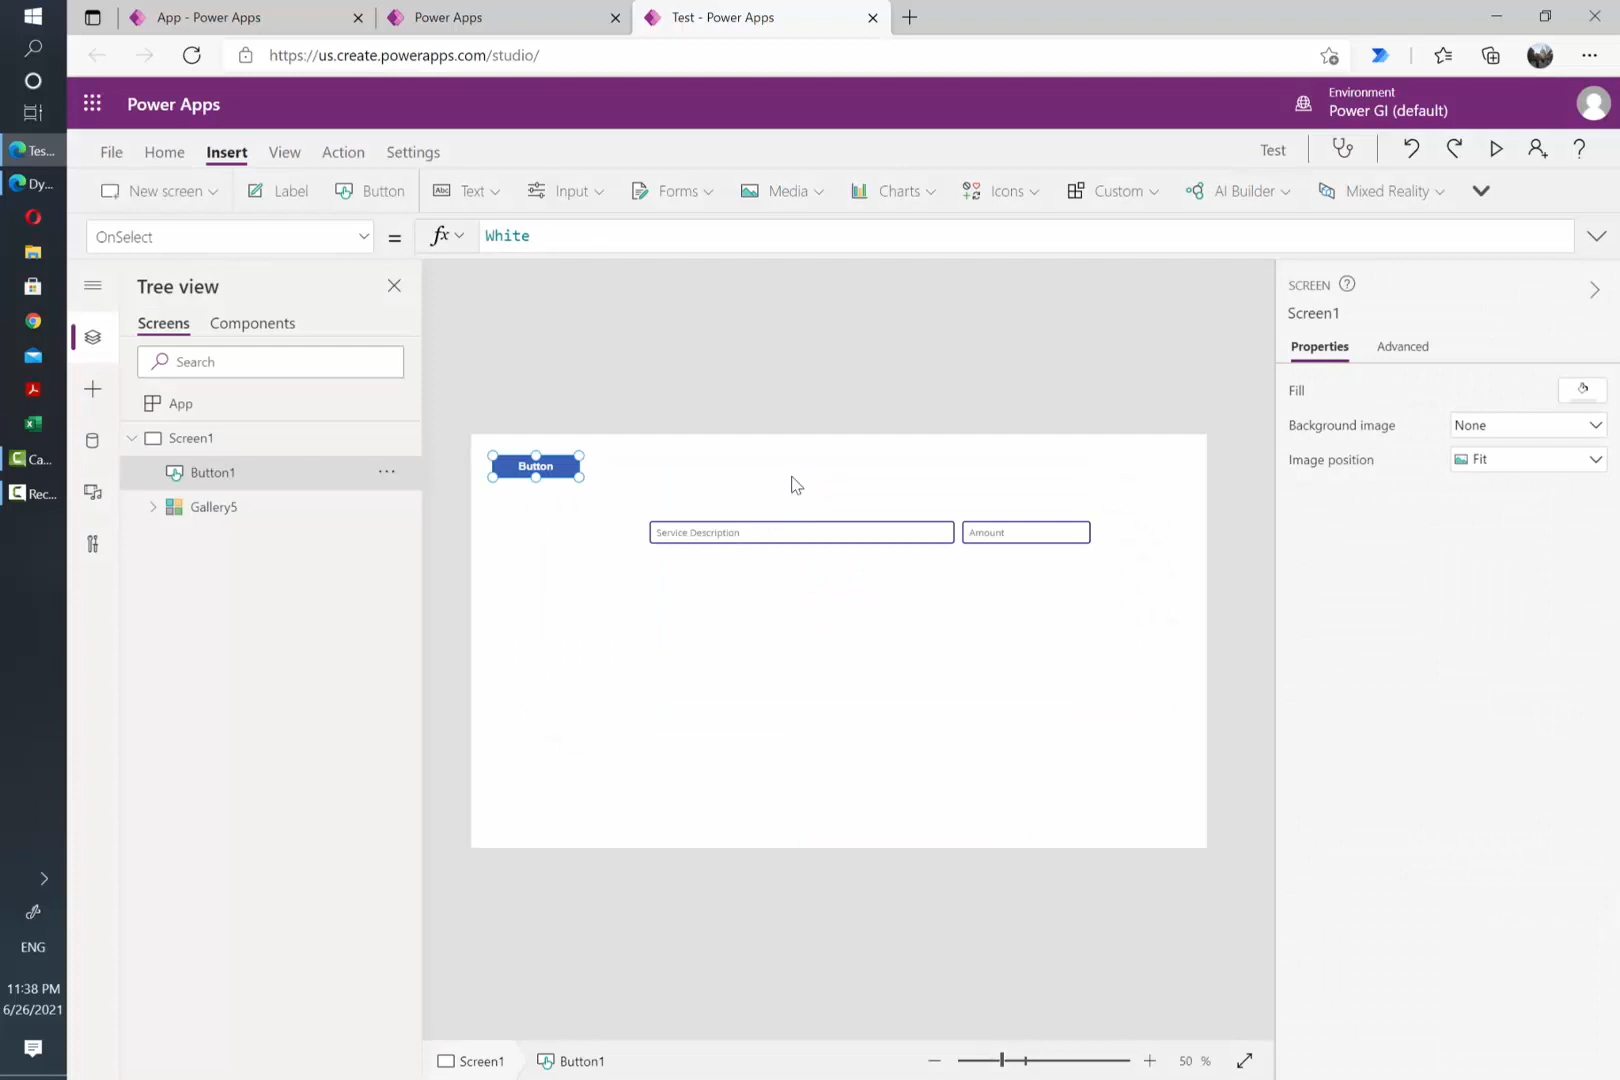 App - Power Apps
Power Apps
Test - Power Apps
https://us.create.powerapps.com/studio/
Power Apps
Environment
Power GI (default)
File
Home
Insert
View
Action
Settings
Test
New screen
Label
Button
Abc Text
Input
Forms
Media
Charts
Icons
Custom
AI Builder
Mixed Reality
OnSelect
=
fx
White
Tree view
Screens
Components
Search
App
Screen1
Button1
Gallery5
Button
Service Description
Amount
SCREEN
Screen1
Properties
Advanced
Fill
Background image
None
Image position
Fit
Tes...
Dy...
Ca...
Rec...
ENG
11:38 PM
6/26/2021
Screen1
Button1
50 %